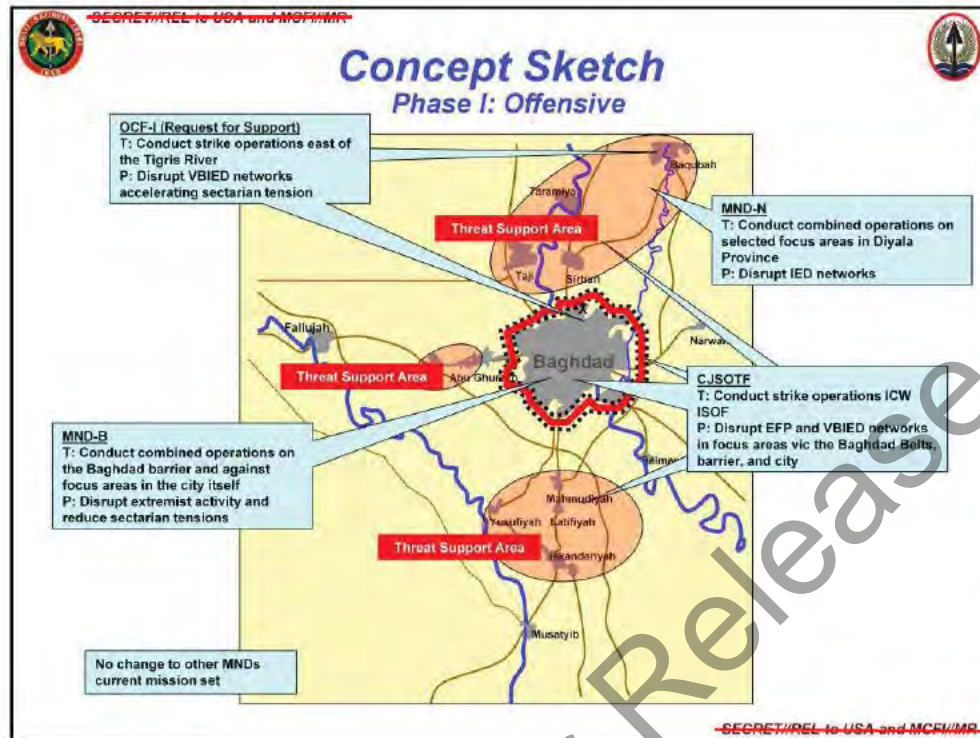 SECRET//REL to USA and MCFI//MR
Concept Sketch
Phase I: Offensive
OCF-I (Request for Support)
T: Conduct strike operations east of
the Tigris River
P: Disrupt VBIED networks
accelerating sectarian tension
Baqubah
Taramiya
Threat Support Area
MND-N
T: Conduct combined operations on
selected focus areas in Diyala
Province
P: Disrupt IED networks
Taji
Fallujah
Baghdad
Threat Support Area
Abu
CJSOTF
T: Conduct strike operations ICW
ISOF
P: Disrupt EFP and VBIED networks
in focus areas vic the Baghdad Belts,
barrier, and city
MND-B
T: Conduct combined operations on
the Baghdad barrier and against
focus areas in the city itself
P: Disrupt extremist activity and
reduce sectarian tensions
Mahmudiyah
Yusufiyah
Latifiyah
Threat Support Area
Musatyib
No change to other MNDs
current mission set
Release
SECRET//REL to USA and MCFI//MR